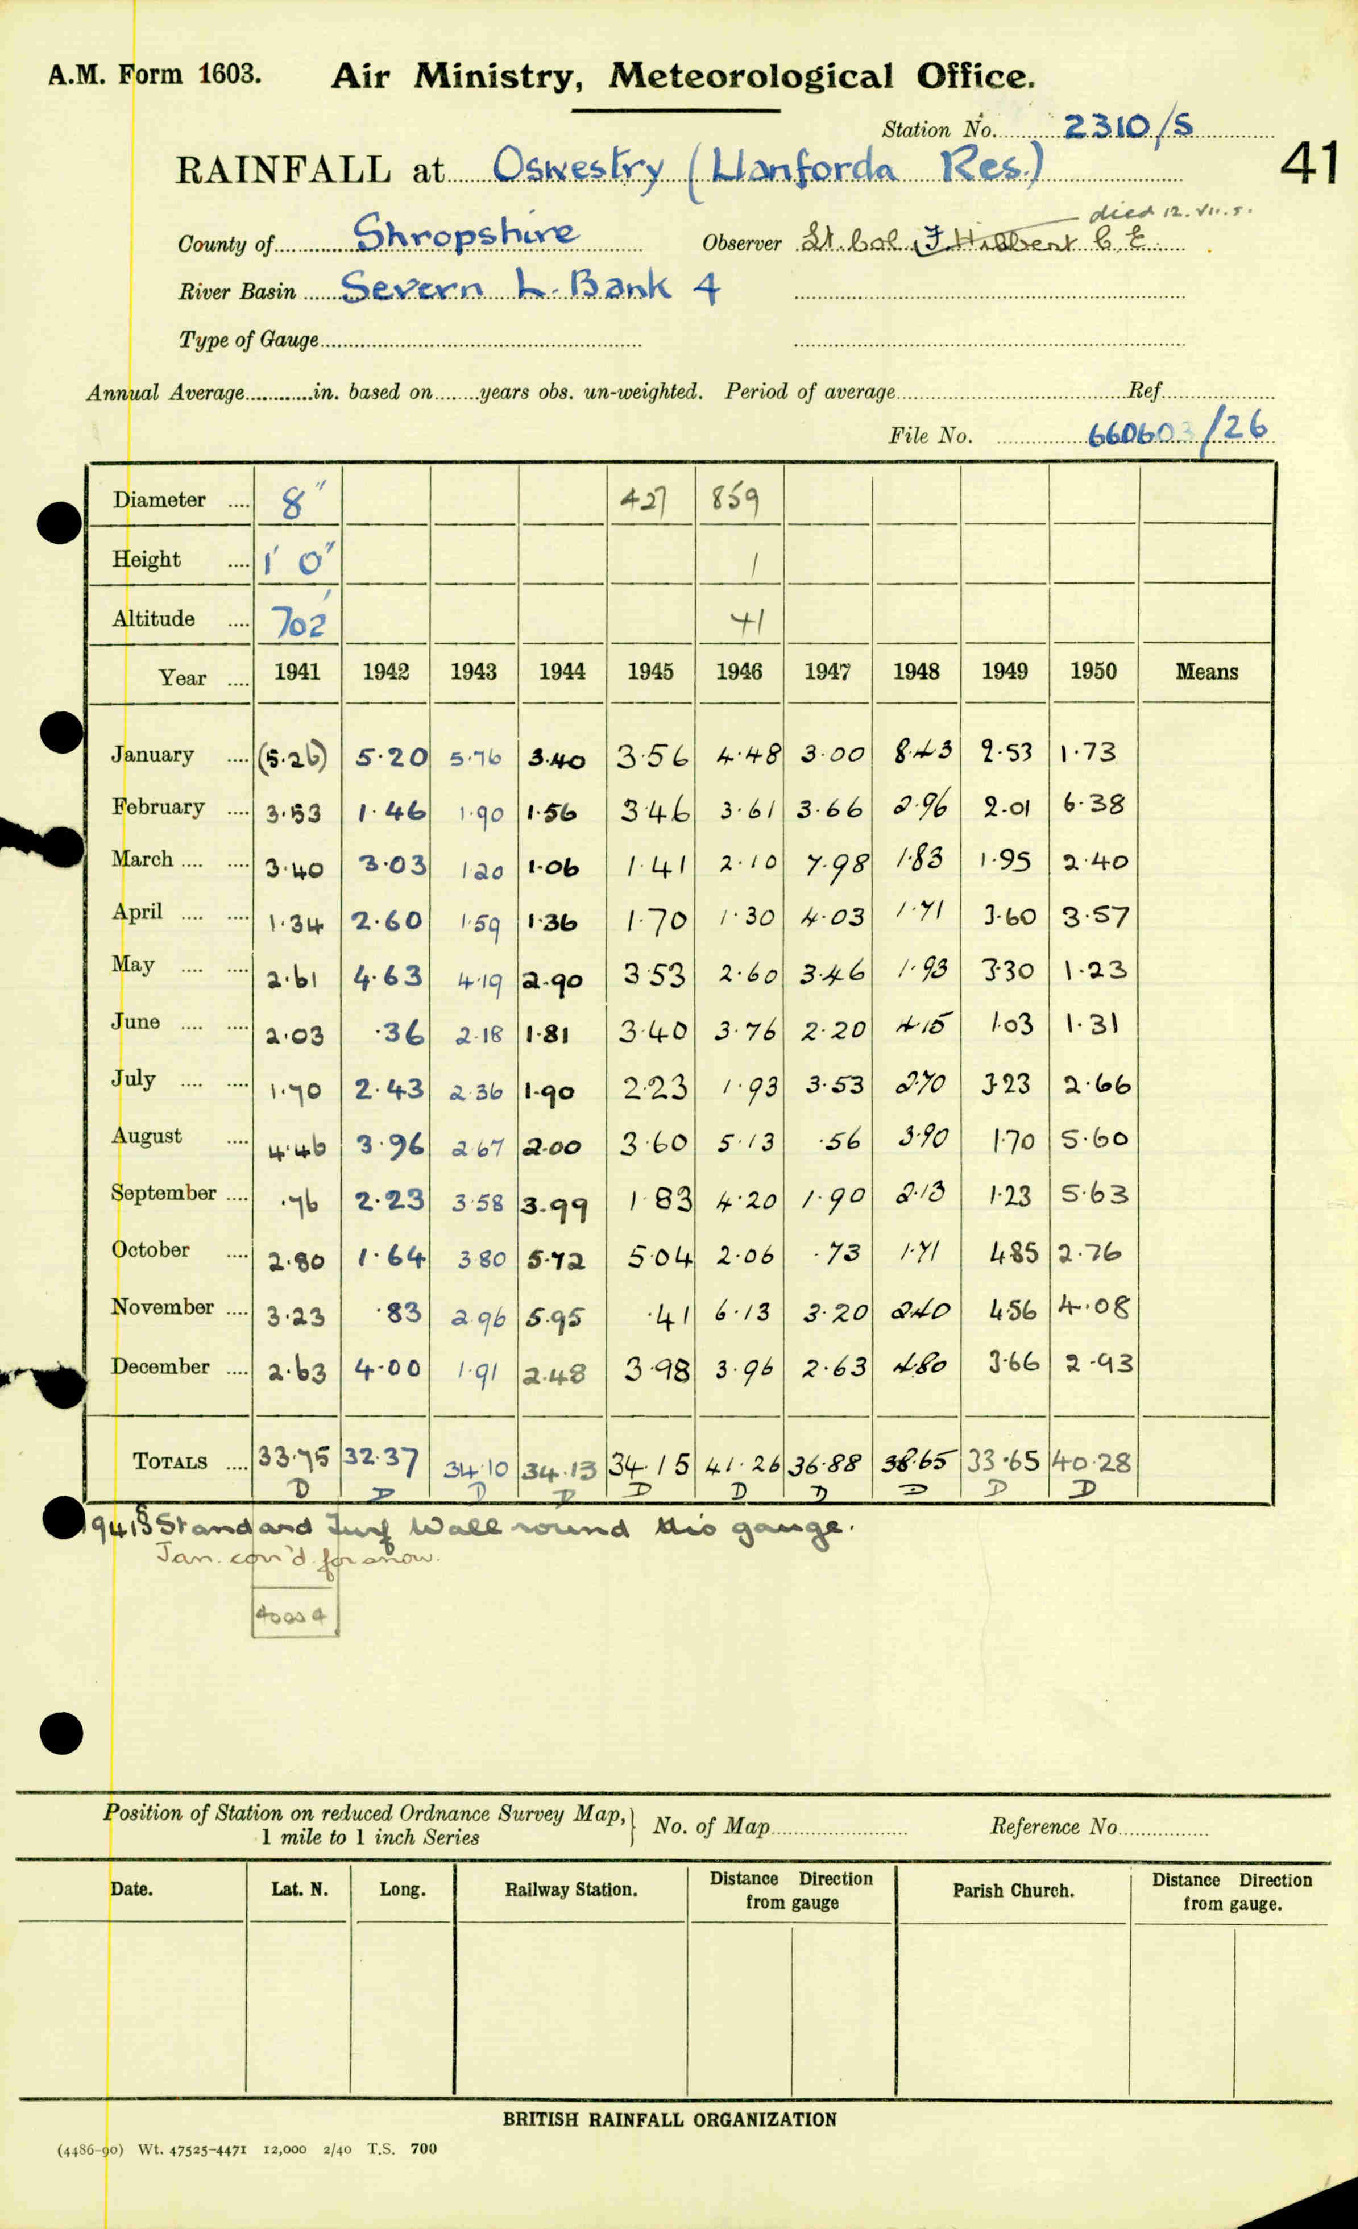 A.M. Form 1603. Air Ministry, Meteorological Office.
Station No. 2310/S
41
RAINFALL at Oswestry (Llanforda Res.)
died 12.VII.5.
County of Shropshire Observer Lt. Col. F. Hibbert C.E.
River Basin Severn L. Bank 4
Type of Gauge
Annual Average in. based on years obs. un-weighted. Period of average Ref.
File No. 660603/26
Diameter 8" 427 859
Height 1' 0" 1
Altitude 702' 41
Year 1941 1942 1943 1944 1945 1946 1947 1948 1949 1950 Means
January (5.26) 5.20 5.76 3.40 3.56 4.48 3.00 8.43 2.53 1.73
February 3.53 1.46 1.90 1.56 3.46 3.61 3.66 2.96 2.01 6.38
March 3.40 3.03 1.20 1.06 1.41 2.10 7.98 1.83 1.95 2.40
April 1.34 2.60 1.59 1.36 1.70 1.30 4.03 1.71 3.60 3.57
May 2.61 4.63 4.19 2.90 3.53 2.60 3.46 1.93 3.30 1.23
June 2.03 .36 2.18 1.81 3.40 3.76 2.20 4.15 1.03 1.31
July 1.70 2.43 2.36 1.90 2.23 1.93 3.53 2.70 3.23 2.66
August 4.46 3.96 2.67 2.00 3.60 5.13 .56 3.90 1.70 5.60
September .76 2.23 3.58 3.99 1.83 4.20 1.90 2.13 1.23 5.63
October 2.80 1.64 3.80 5.72 5.04 2.06 .73 1.71 4.85 2.76
November 3.23 .83 2.96 5.95 .41 6.13 3.20 2.40 4.56 4.08
December 2.63 4.00 1.91 2.48 3.98 3.96 2.63 4.80 3.66 2.93
TOTALS 33.75 32.37 34.10 34.13 34.15 41.26 36.88 38.65 33.65 40.28
D D D D D D D D D D
1941 § Standard Turf Wall round this gauge.
Jan. con'd. for snow.
Position of Station on reduced Ordnance Survey Map, 1 mile to 1 inch Series No. of Map Reference No.
Date. Lat. N. Long. Railway Station. Distance Direction from gauge Parish Church. Distance Direction from gauge.
BRITISH RAINFALL ORGANIZATION
(4486-90) Wt. 47525-4471 12,000 2/40 T.S. 700